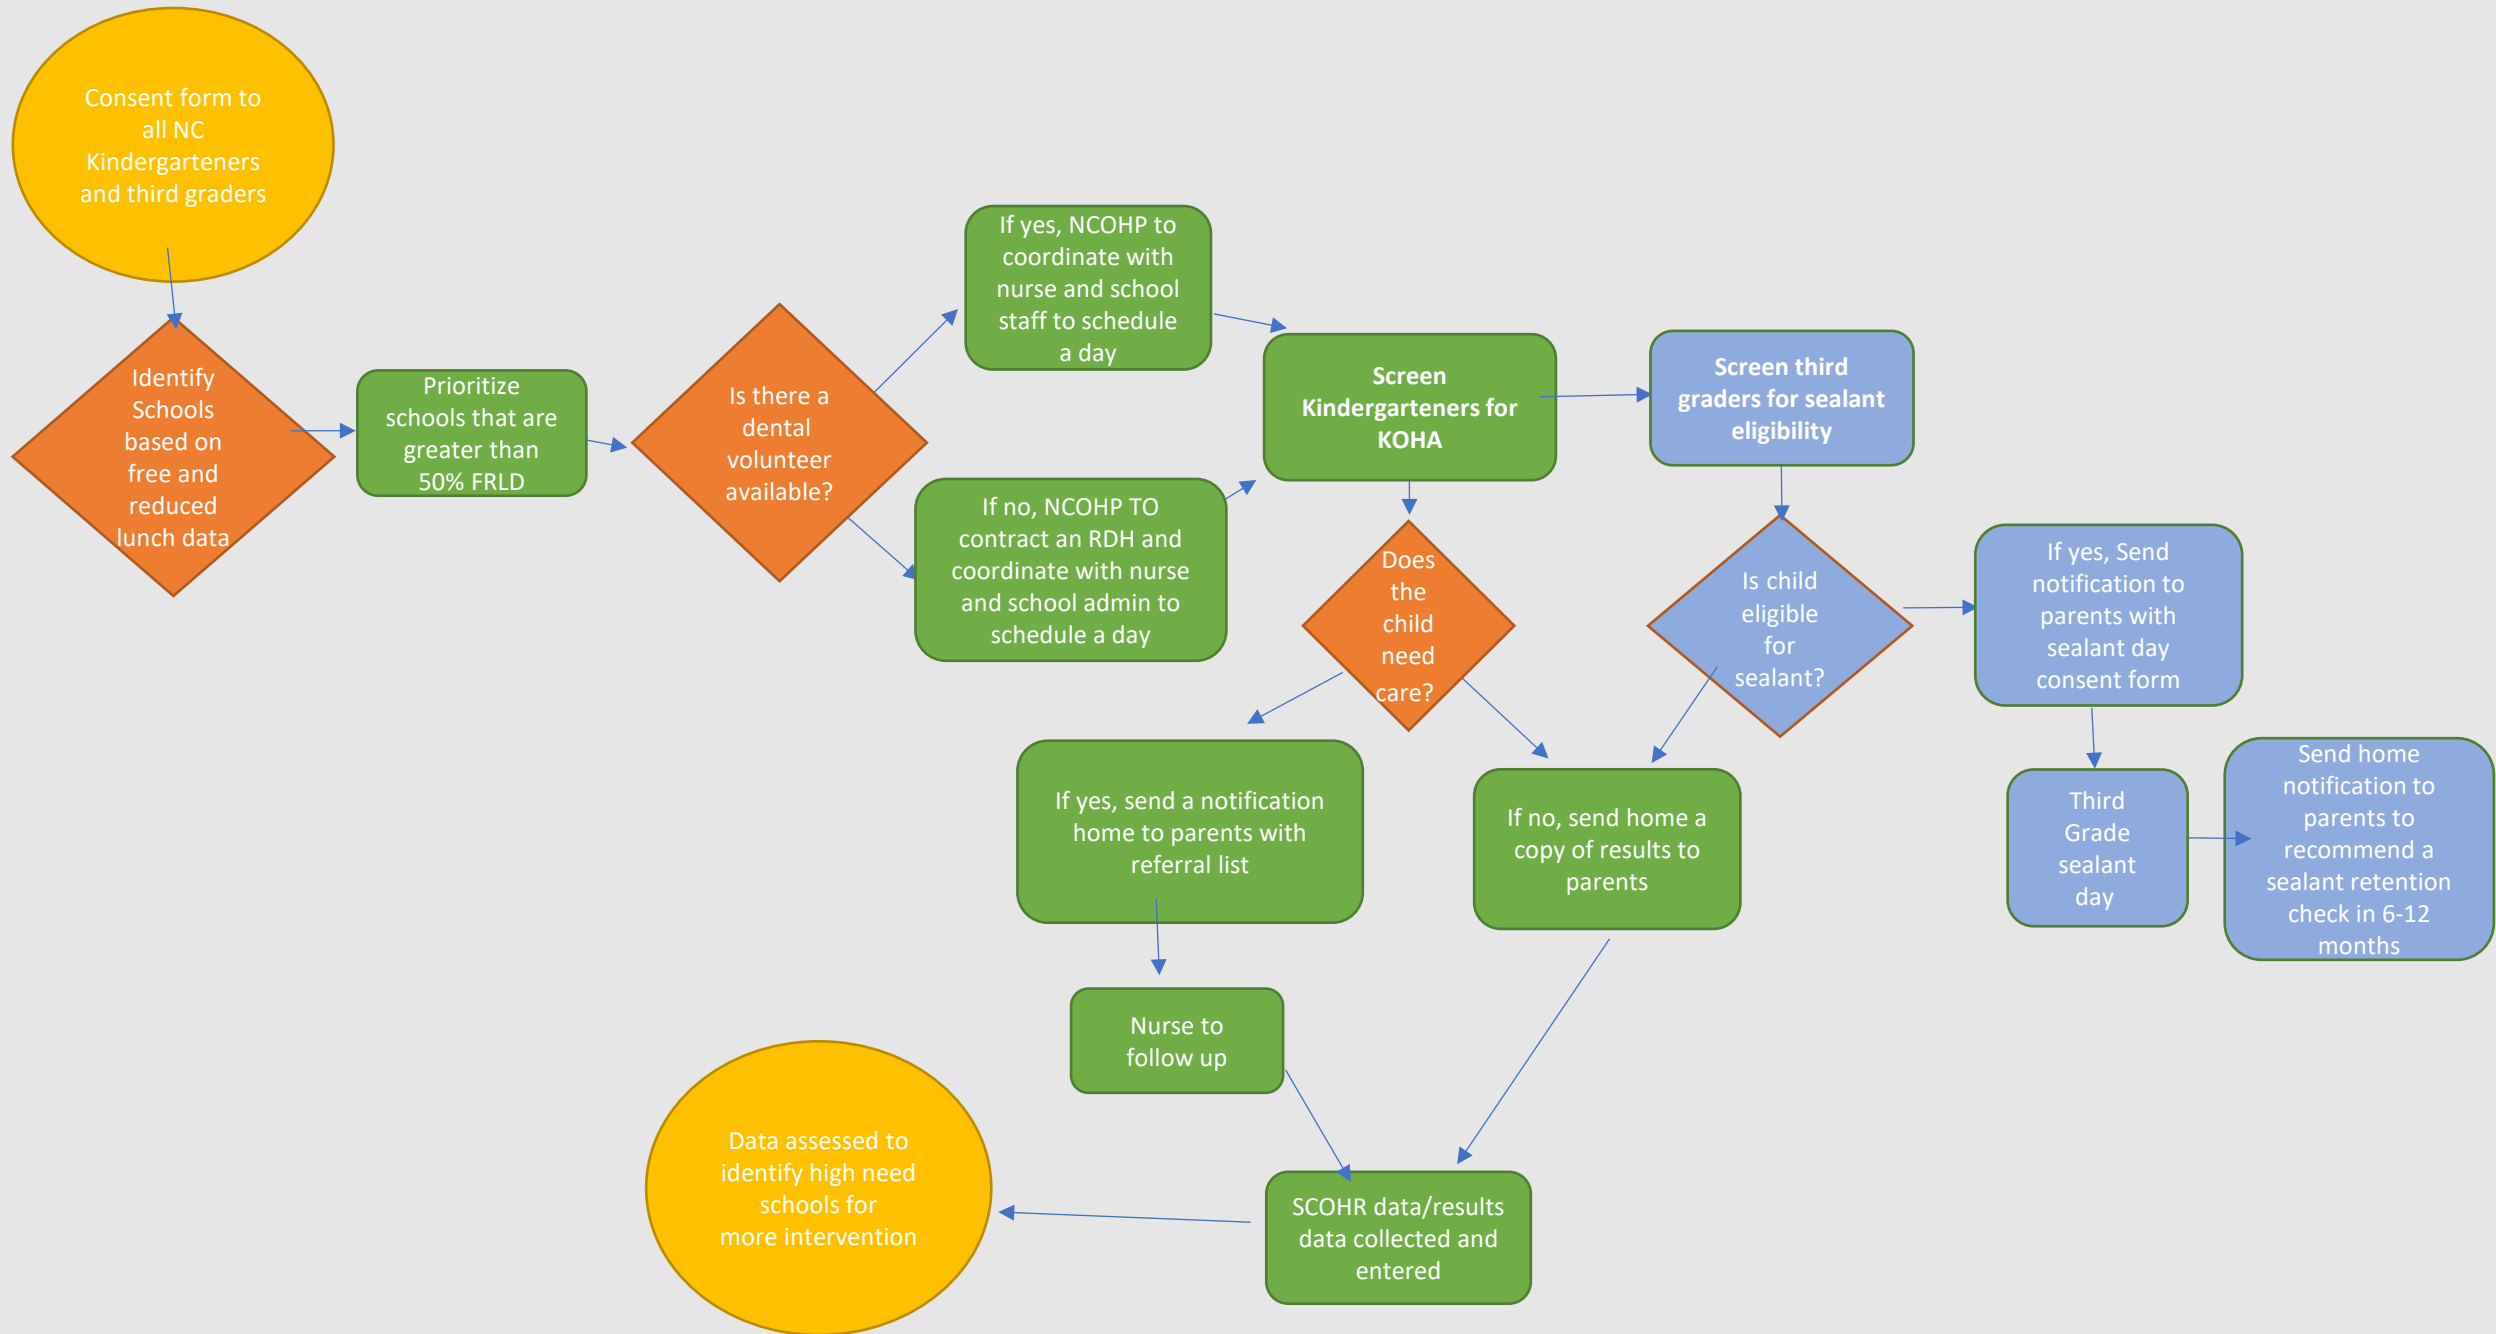 Consent form to
all NC
Kindergarteners
and third graders
Identify
Schools
based on
free and
reduced
lunch data
Prioritize
schools that are
greater than
50% FRLD
Is there a
dental
volunteer
available?
If yes, NCOHP to
coordinate with
nurse and school
staff to schedule
a day
If no, NCOHP TO
contract an RDH and
coordinate with nurse
and school admin to
schedule a day
Screen
Kindergarteners for
KOHA
Screen third
graders for sealant
eligibility
Does
the
child
need
care?
Is child
eligible
for
sealant?
If yes, Send
notification to
parents with
sealant day
consent form
If yes, send a notification
home to parents with
referral list
If no, send home a
copy of results to
parents
Third
Grade
sealant
day
Send home
notification to
parents to
recommend a
sealant retention
check in 6-12
months
Nurse to
follow up
Data assessed to
identify high need
schools for
more intervention
SCOHR data/results
data collected and
entered